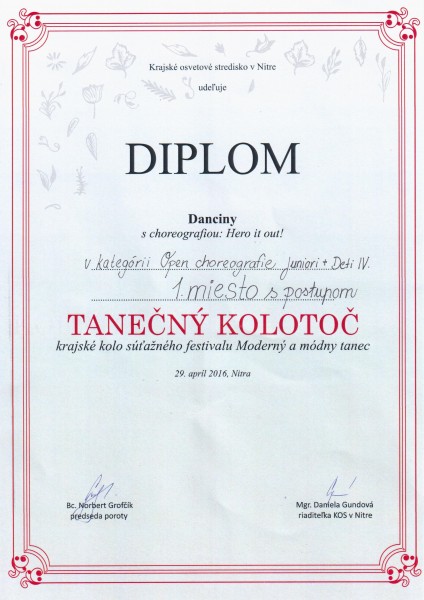 Krajské osvetové stredisko v Nitre
udeľuje
DIPLOM
Danciny
s choreografiou: Hero it out!
v kategórii Open choreografie Juniori + Deti IV.
1. miesto s postupom
TANEČNÝ KOLOTOČ
krajské kolo súťažného festivalu Moderný a módny tanec
29. apríl 2016, Nitra
Bc. Norbert Grofčík
predseda poroty
Mgr. Daniela Gundová
riaditeľka KOS v Nitre